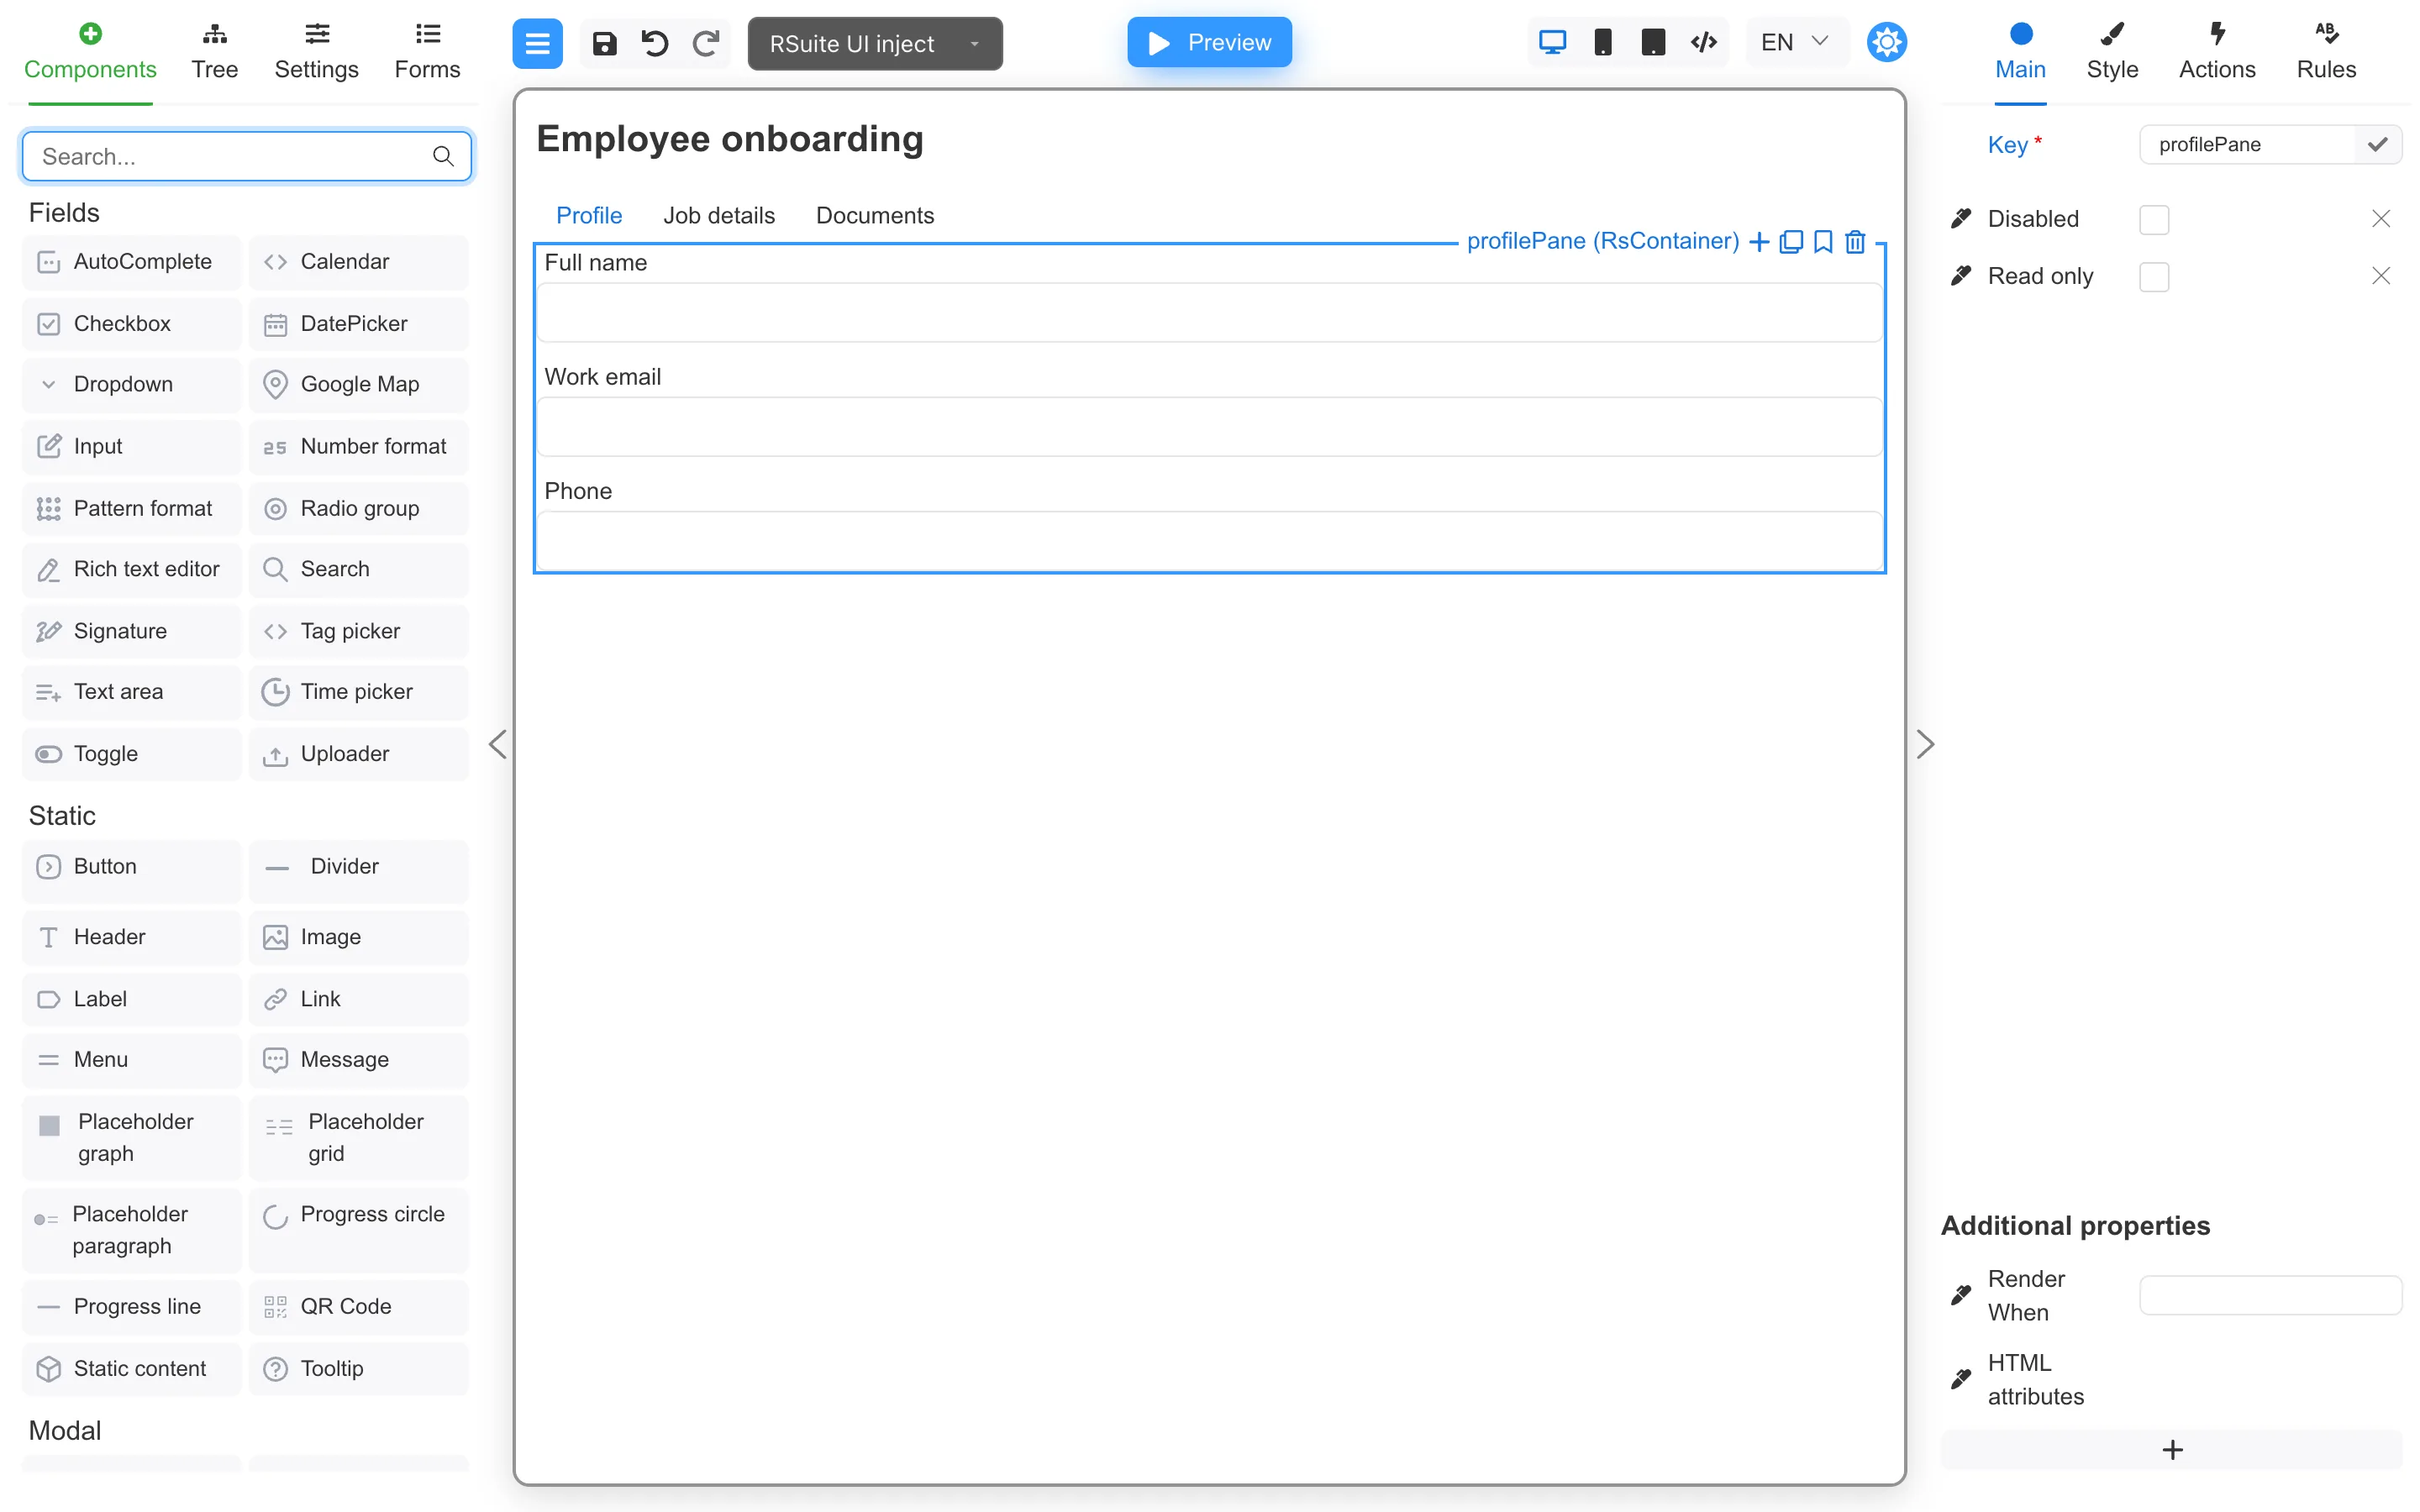 Components
Tree
Settings
Forms
RSuite UI inject
Preview
EN
Main
Style
Actions
AB
Rules
Search...
Fields
AutoComplete
Calendar
Checkbox
DatePicker
Dropdown
Google Map
Input
25 Number format
Pattern format
Radio group
Rich text editor
Search
Signature
Tag picker
Text area
Time picker
Toggle
Uploader
Static
Button
Divider
Header
Image
Label
Link
Menu
Message
Placeholder
graph
Placeholder
grid
Placeholder
paragraph
Progress circle
Progress line
QR Code
Static content
Tooltip
Modal
Employee onboarding
Profile
Job details
Documents
profilePane (RsContainer)
Full name
Work email
Phone
Key *
profilePane
Disabled
Read only
Additional properties
Render
When
HTML
attributes